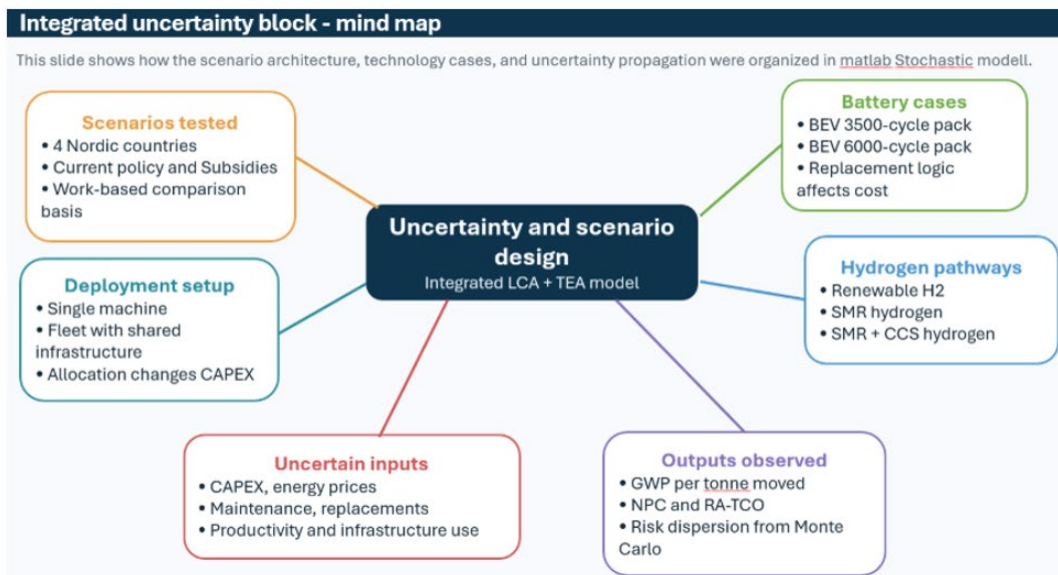 Integrated uncertainty block - mind map
This slide shows how the scenario architecture, technology cases, and uncertainty propagation were organized in matlab Stochastic modell.
Scenarios tested
• 4 Nordic countries
• Current policy and Subsidies
• Work-based comparison
basis
Battery cases
• BEV 3500-cycle pack
• BEV 6000-cycle pack
• Replacement logic
affects cost
Uncertainty and scenario
design
Integrated LCA + TEA model
Deployment setup
• Single machine
• Fleet with shared
infrastructure
• Allocation changes CAPEX
Hydrogen pathways
• Renewable H2
• SMR hydrogen
• SMR + CCS hydrogen
Uncertain inputs
• CAPEX, energy prices
• Maintenance, replacements
• Productivity and infrastructure use
Outputs observed
• GWP per tonne moved
• NPC and RA-TCO
• Risk dispersion from Monte
Carlo